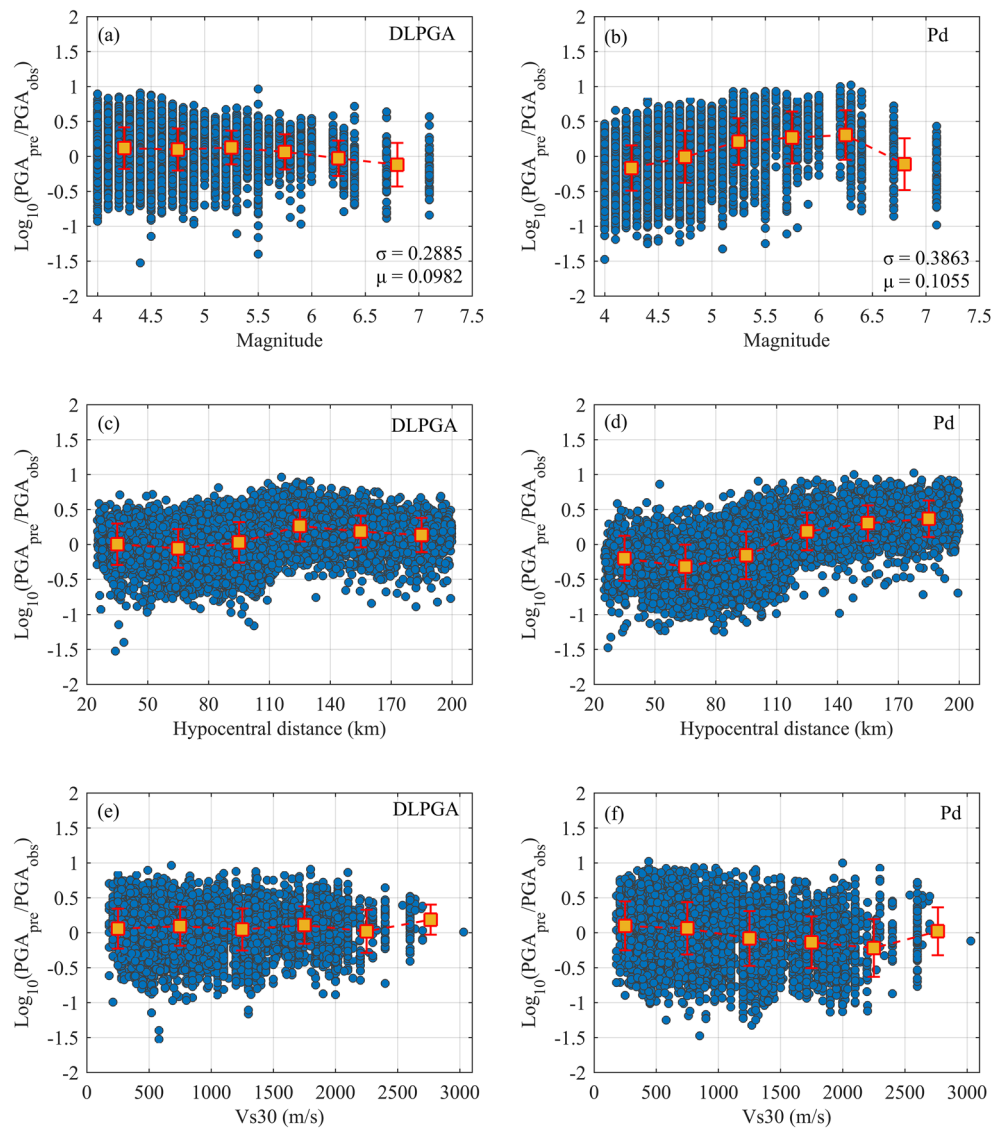 (a) DLPGA
Log10(PGApre/PGAobs)
2
1.5
1
0.5
0
-0.5
-1
-1.5
-2
σ = 0.2885
μ = 0.0982
4 4.5 5 5.5 6 6.5 7 7.5
Magnitude
(b) Pd
Log10(PGApre/PGAobs)
2
1.5
1
0.5
0
-0.5
-1
-1.5
-2
σ = 0.3863
μ = 0.1055
4 4.5 5 5.5 6 6.5 7 7.5
Magnitude
(c) DLPGA
Log10(PGApre/PGAobs)
2
1.5
1
0.5
0
-0.5
-1
-1.5
-2
20 50 80 110 140 170 200
Hypocentral distance (km)
(d) Pd
Log10(PGApre/PGAobs)
2
1.5
1
0.5
0
-0.5
-1
-1.5
-2
20 50 80 110 140 170 200
Hypocentral distance (km)
(e) DLPGA
Log10(PGApre/PGAobs)
2
1.5
1
0.5
0
-0.5
-1
-1.5
-2
0 500 1000 1500 2000 2500 3000
Vs30 (m/s)
(f) Pd
Log10(PGApre/PGAobs)
2
1.5
1
0.5
0
-0.5
-1
-1.5
-2
0 500 1000 1500 2000 2500 3000
Vs30 (m/s)